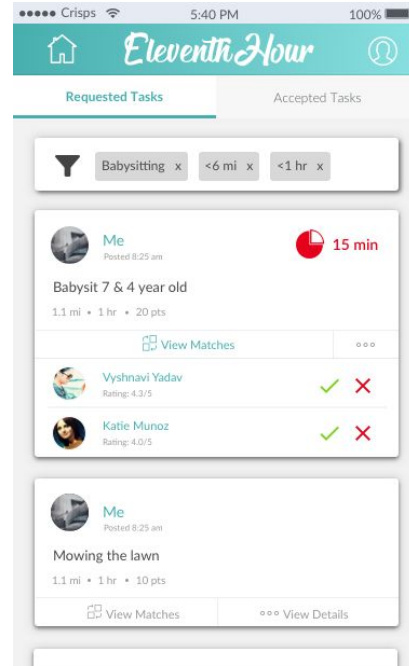 Crisps 5:40 PM 100%
Eleventh Hour
Requested Tasks Accepted Tasks
Babysitting x <6 mi x <1 hr x
Me
Posted 8:25 am
15 min
Babysit 7 & 4 year old
1.1 mi • 1 hr • 20 pts
View Matches
Vyshnavi Yadav
Rating: 4.3/5
Katie Munoz
Rating: 4.0/5
Me
Posted 8:25 am
Mowing the lawn
1.1 mi • 1 hr • 10 pts
View Matches View Details